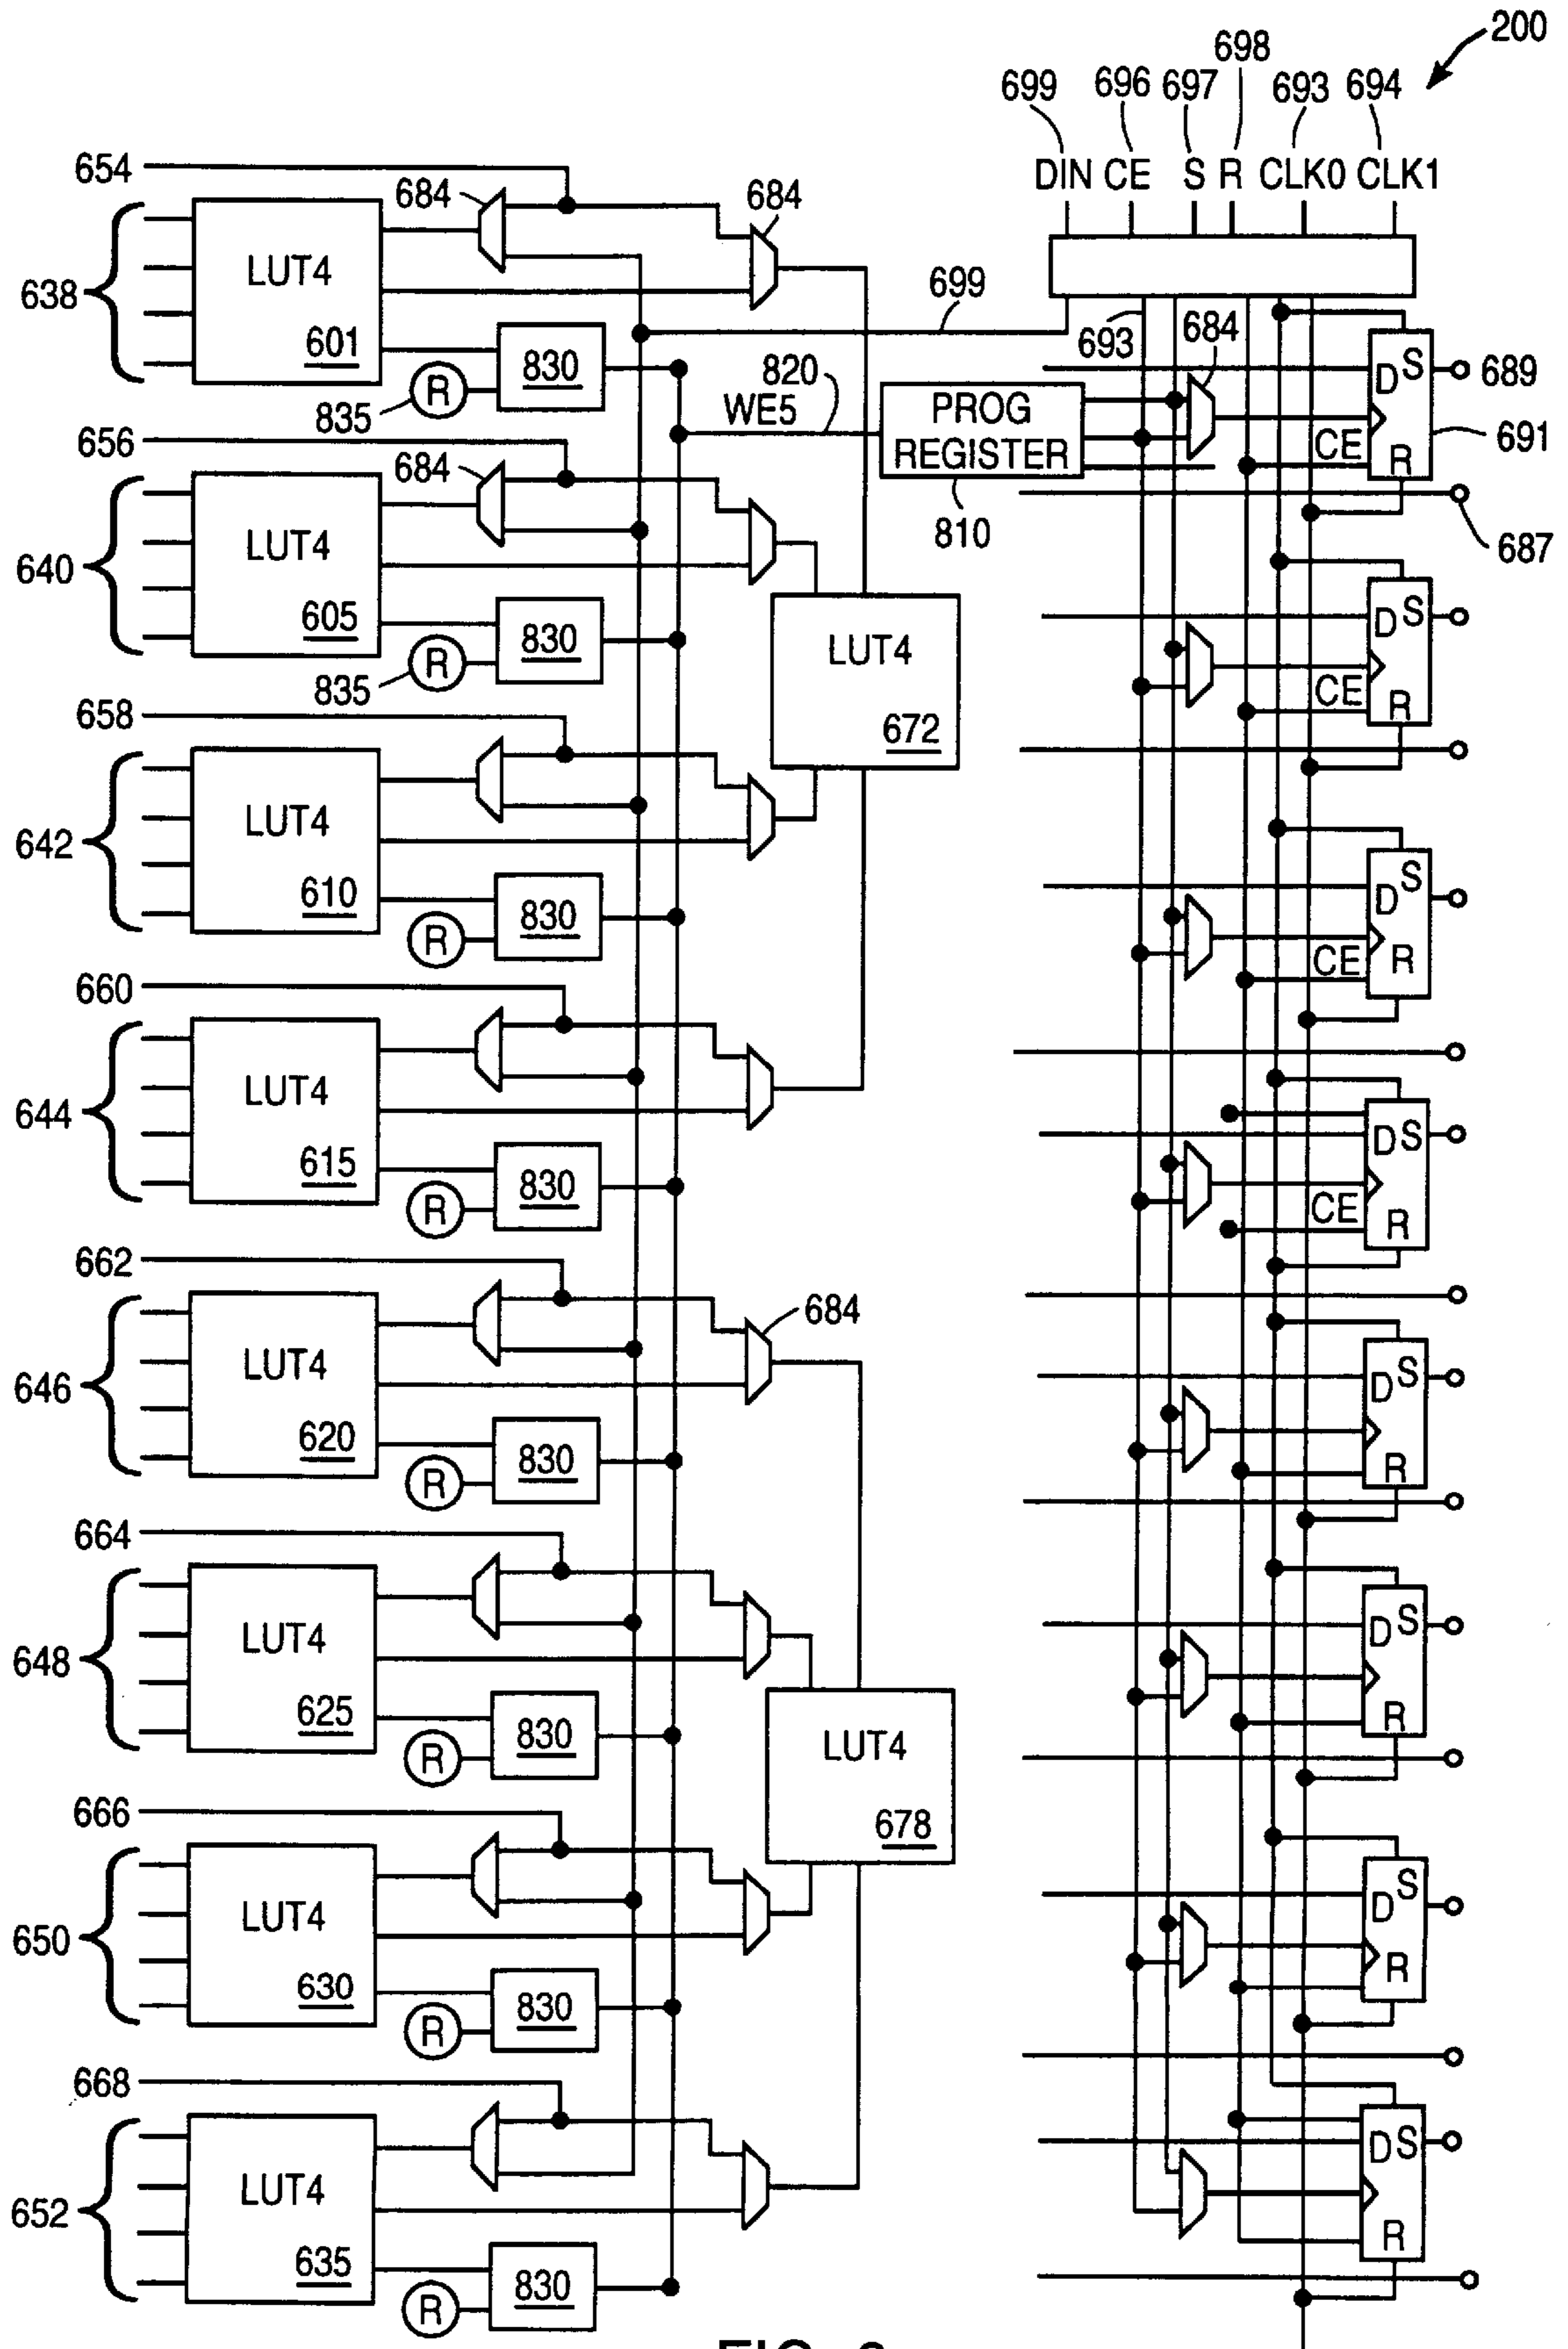 200
698
699 696 697 693 694
DIN CE S R CLK0 CLK1
654
684
684
638
LUT4
601
830
R
835
699
693
684
820
WE5
PROG
REGISTER
810
D S
CE
R
689
691
687
656
684
640
LUT4
605
830
R
835
LUT4
672
D S
CE
R
658
642
LUT4
610
830
R
D S
CE
R
660
644
LUT4
615
830
R
D S
CE
R
662
684
646
LUT4
620
830
R
D S
R
664
648
LUT4
625
830
R
LUT4
678
D S
R
666
650
LUT4
630
830
R
D S
R
668
652
LUT4
635
830
R
D S
R